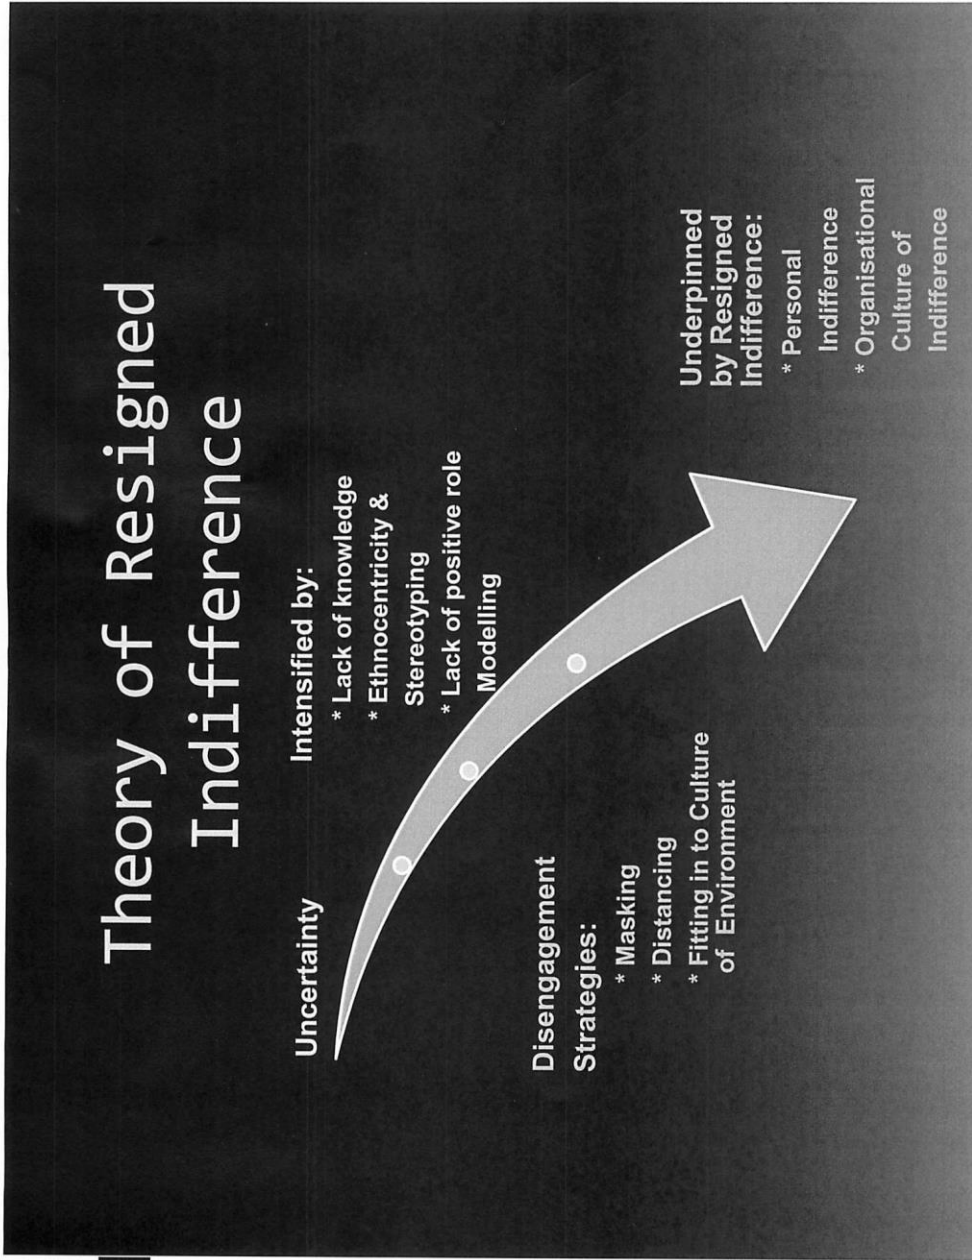 Theory of Resigned
Indifference
Uncertainty
Intensified by:
* Lack of knowledge
* Ethnocentricity &
Stereotyping
* Lack of positive role
Modelling
Disengagement
Strategies:
* Masking
* Distancing
* Fitting in to Culture
of Environment
Underpinned
by Resigned
Indifference:
* Personal
Indifference
* Organisational
Culture of
Indifference